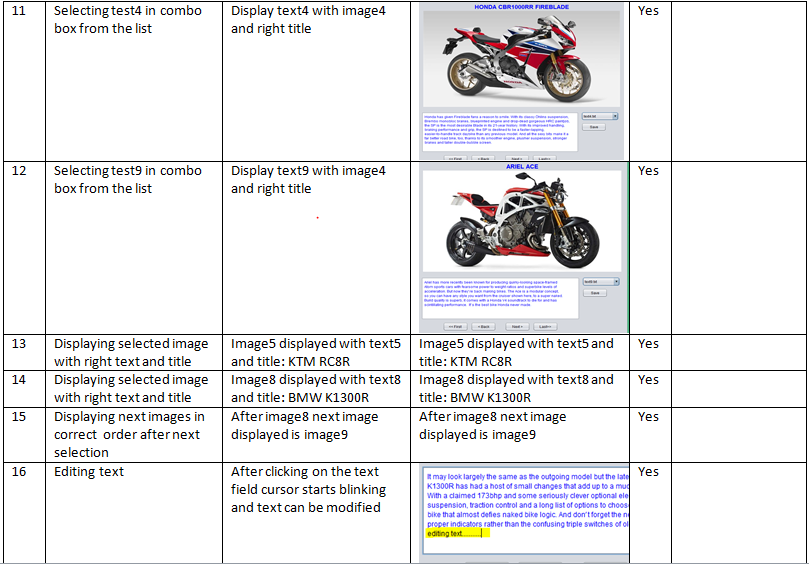 11
Selecting test4 in combo
box from the list
Display text4 with image4
and right title
HONDA CBR1000RR FIREBLADE
<< First
< Back
Next >
Last>>
Save
Yes
12
Selecting test9 in combo
box from the list
Display text9 with image4
and right title
ARIEL ACE
Save
<< First
< Back
Next >
Last>>
Yes
13
Displaying selected image
with right text and title
Image5 displayed with text5
and title: KTM RC8R
Image5 displayed with text5 and
title: KTM RC8R
Yes
14
Displaying selected image
with right text and title
Image8 displayed with text8
and title: BMW K1300R
Image8 displayed with text8 and
title: BMW K1300R
Yes
15
Displaying next images in
correct order after next
selection
After image8 next image
displayed is image9
After image8 next image
displayed is image9
Yes
16
Editing text
After clicking on the text
field cursor starts blinking
and text can be modified
It may look largely the same as the outgoing model but the late
K1300R has had a host of small changes that add up to a muc
With a claimed 173bhp and some seriously clever optional ele
suspension, traction control and a long list of options to choos
bike that almost defies naked bike logic. And don't forget the ne
proper indicators rather than the confusing triple switches of ol
editing text..........
Yes